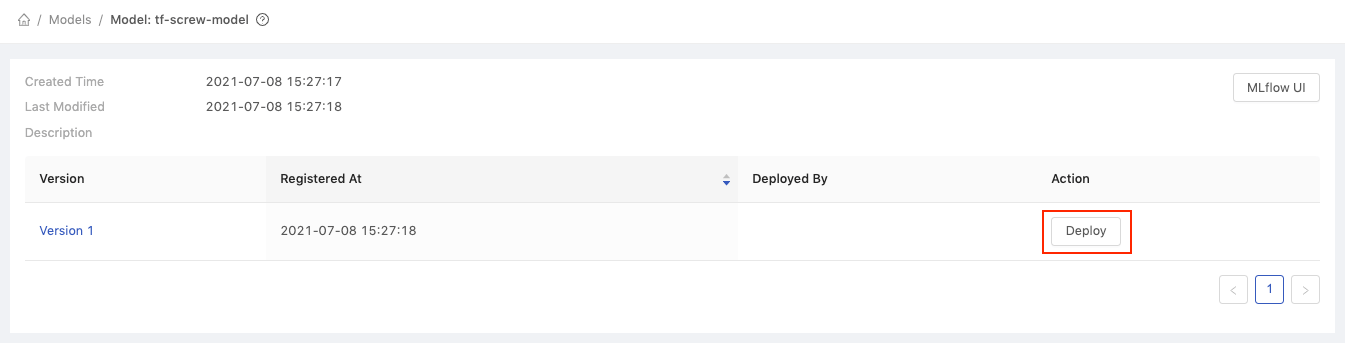 / Models / Model: tf-screw-model ?
Created Time 2021-07-08 15:27:17 MLflow UI
Last Modified 2021-07-08 15:27:18
Description
Version Registered At Deployed By Action
Version 1 2021-07-08 15:27:18 Deploy
< 1 >